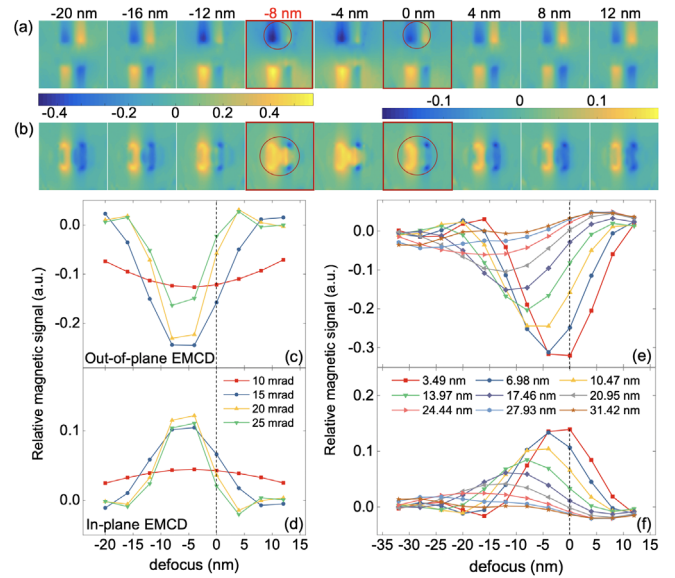 -20 nm -16 nm -12 nm -8 nm -4 nm 0 nm 4 nm 8 nm 12 nm
(a)
-0.4 -0.2 0 0.2 0.4 -0.1 0 0.1
(b)
0.0
-0.1
-0.2
Relative magnetic signal (a.u.)
Out-of-plane EMCD (c)
0.1
0.0
10 mrad
15 mrad
20 mrad
25 mrad
In-plane EMCD (d)
-20 -15 -10 -5 0 5 10 15
defocus (nm)
0.0
-0.1
-0.2
-0.3
Relative magnetic signal (a.u.)
(e)
0.2
0.1
0.0
3.49 nm 6.98 nm 10.47 nm
13.97 nm 17.46 nm 20.95 nm
24.44 nm 27.93 nm 31.42 nm
(f)
-35 -30 -25 -20 -15 -10 -5 0 5 10 15
defocus (nm)